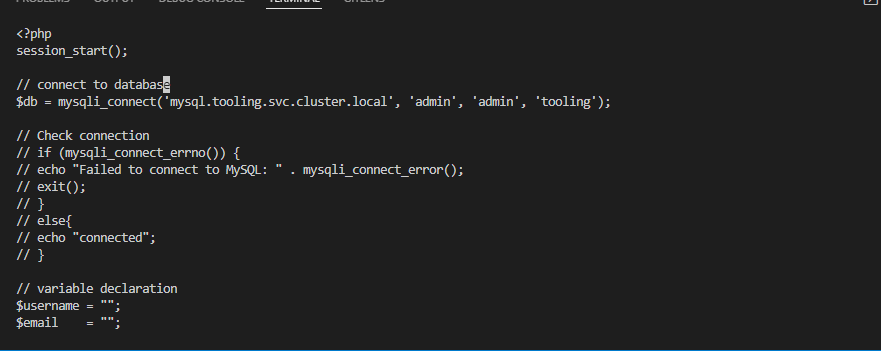 PROBLEMS OUTPUT DEBUG CONSOLE TERMINAL GITLENS
<?php
session_start();
// connect to database
$db = mysqli_connect('mysql.tooling.svc.cluster.local', 'admin', 'admin', 'tooling');
// Check connection
// if (mysqli_connect_errno()) {
// echo "Failed to connect to MySQL: " . mysqli_connect_error();
// exit();
// }
// else{
// echo "connected";
// }
// variable declaration
$username = "";
$email    = "";